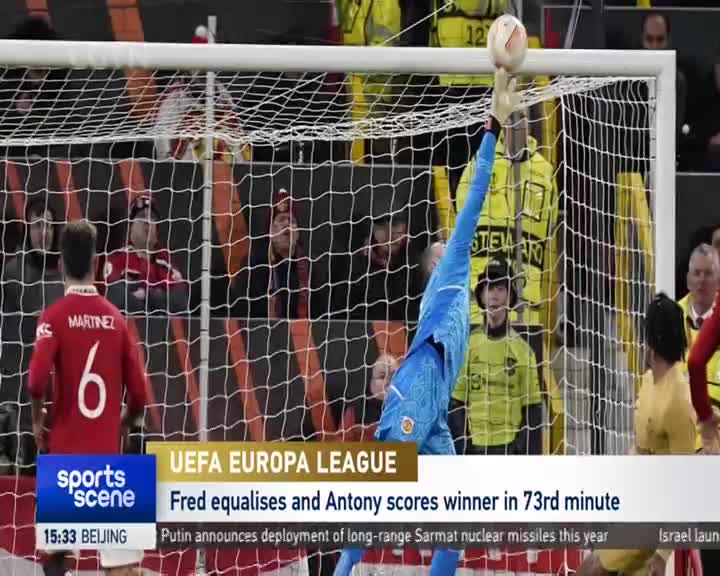 STEWARD
MARTINEZ
6
UEFA EUROPA LEAGUE
sports
scene
Fred equalises and Antony scores winner in 73rd minute
15:33 BEIJING
Putin announces deployment of long-range Sarmat nuclear missiles this year
Israel laun